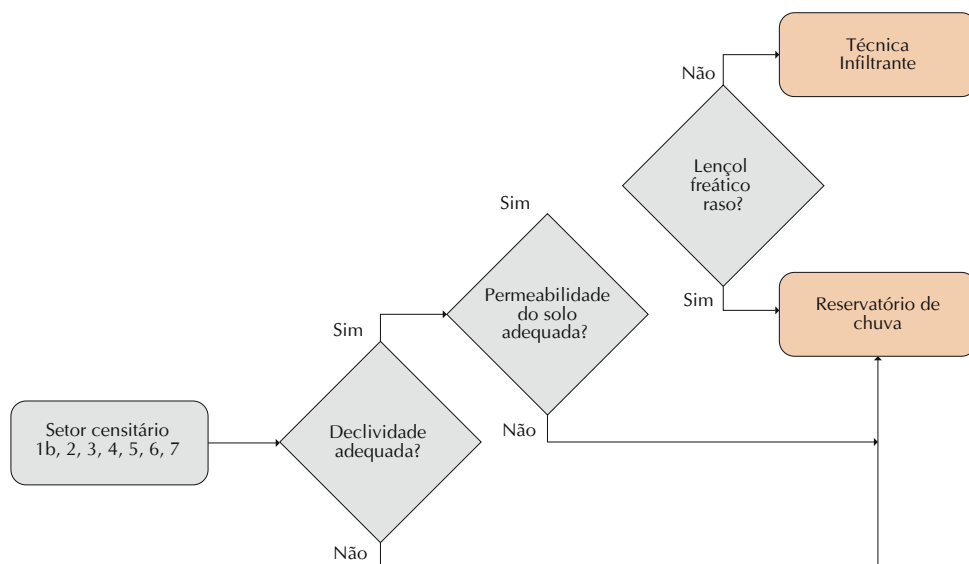 Técnica
Infiltrante
Não
Lençol
freático
raso?
Sim
Sim
Reservatório de
chuva
Permeabilidade
do solo
adequada?
Sim
Não
Setor censitário
1b, 2, 3, 4, 5, 6, 7
Declividade
adequada?
Não